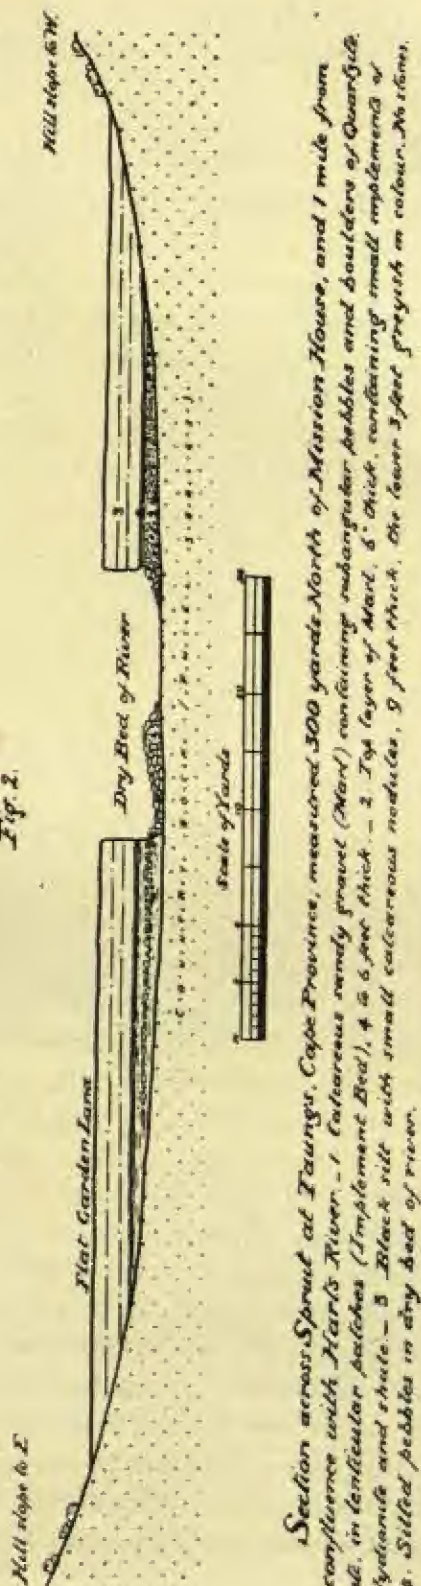 Fig. 2.
Hill slope to E
Flat Garden Land
Dry Bed of River
Hill slope to W.
3
COUNTRY ROCK
Scale of Yards
Section across Spruit at Taungs, Cape Province, measured 300 yards North of Mission House, and 1 mile from
confluence with Harts River. – 1 Calcareous sandy gravel (Marl) containing subangular pebbles and boulders of Quartzite
in lenticular patches (Implement Bed), 4 to 6 feet thick. – 2 Top layer of Marl, 6" thick, containing small implements of
Lydianite and shale. – 3 Black silt with small calcareous nodules, 9 feet thick, the lower 3 feet greyish in colour. No stones.
Silted pebbles in dry bed of river.